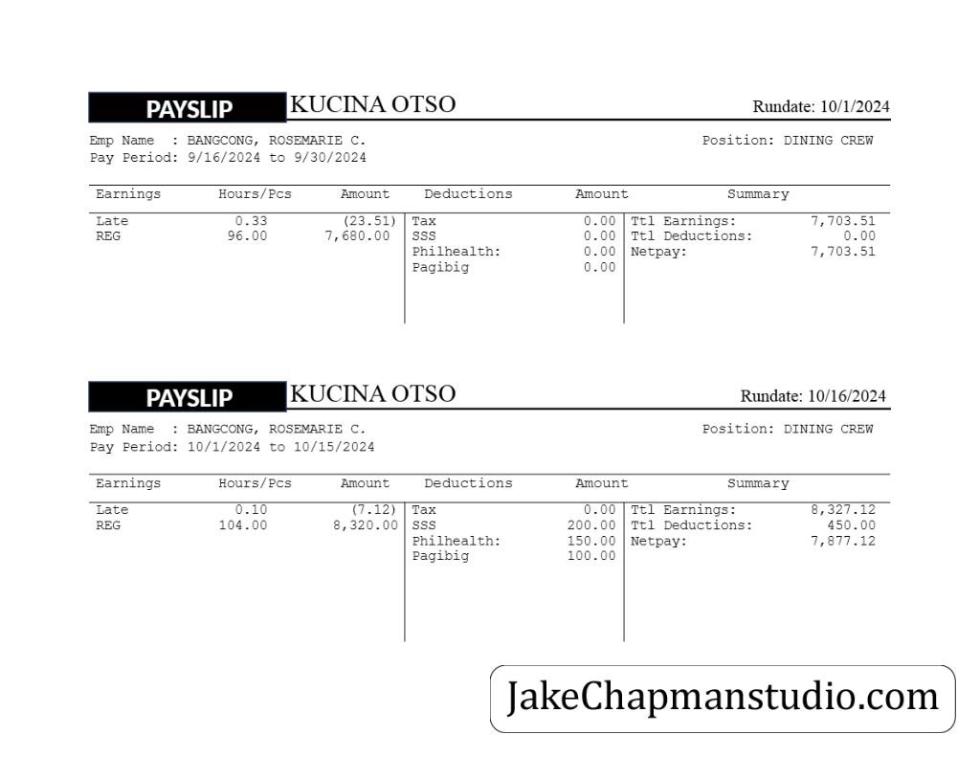 PAYSLIP KUCINA OTSO Rundate: 10/1/2024
Emp Name : BANGCONG, ROSEMARIE C. Position: DINING CREW
Pay Period: 9/16/2024 to 9/30/2024
Earnings Hours/Pcs Amount Deductions Amount Summary
Late 0.33 (23.51) Tax 0.00 Ttl Earnings: 7,703.51
REG 96.00 7,680.00 SSS 0.00 Ttl Deductions: 0.00
Philhealth: 0.00 Netpay: 7,703.51
Pagibig 0.00
PAYSLIP KUCINA OTSO Rundate: 10/16/2024
Emp Name : BANGCONG, ROSEMARIE C. Position: DINING CREW
Pay Period: 10/1/2024 to 10/15/2024
Earnings Hours/Pcs Amount Deductions Amount Summary
Late 0.10 (7.12) Tax 0.00 Ttl Earnings: 8,327.12
REG 104.00 8,320.00 SSS 200.00 Ttl Deductions: 450.00
Philhealth: 150.00 Netpay: 7,877.12
Pagibig 100.00
JakeChapmanstudio.com